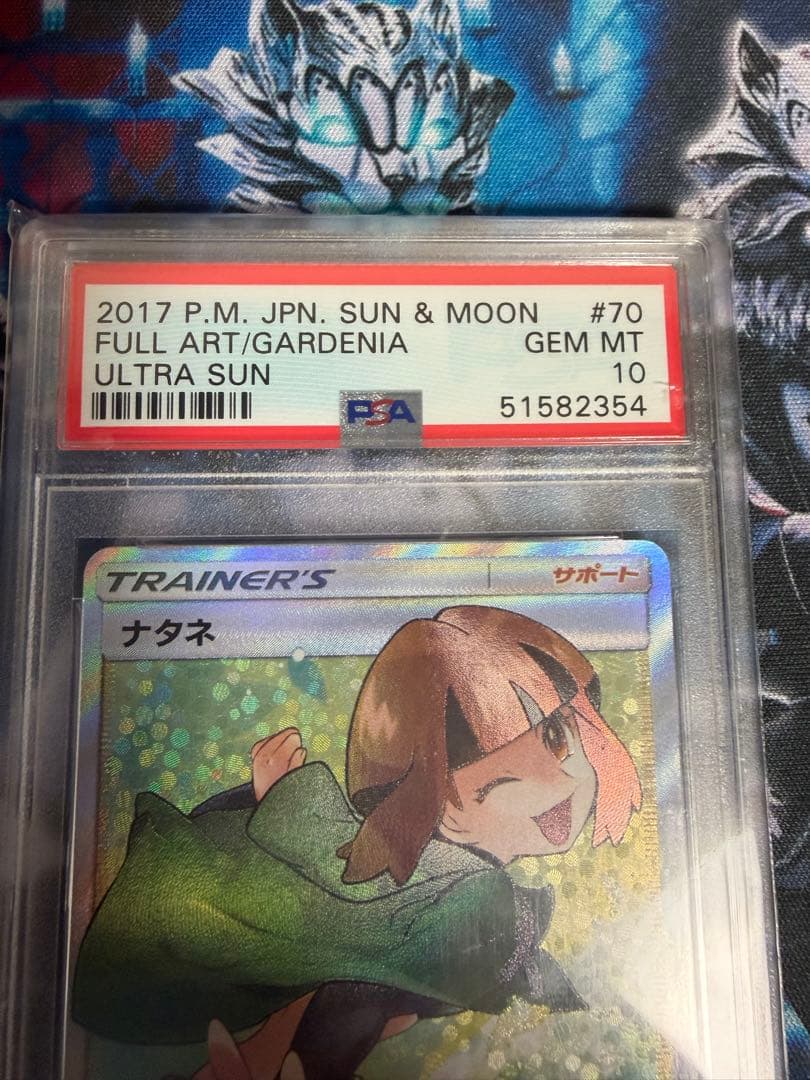 2017 P.M. JPN. SUN & MOON #70
FULL ART/GARDENIA GEM MT
ULTRA SUN 10
PSA 51582354
TRAINER'S サポート
ナタネ